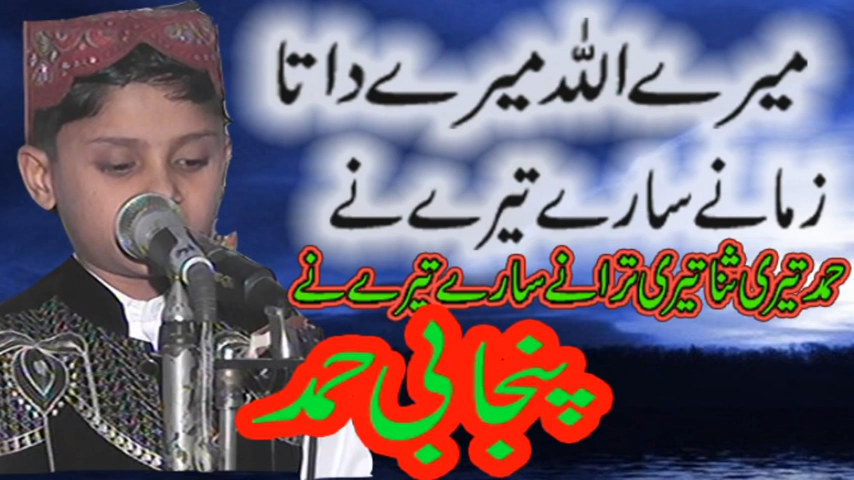 میرے اللہ میرے داتا
زمانے سارے تیرے نے
حمد تیری ثنا تیری ترانے سارے تیرے نے
پنجابی حمد